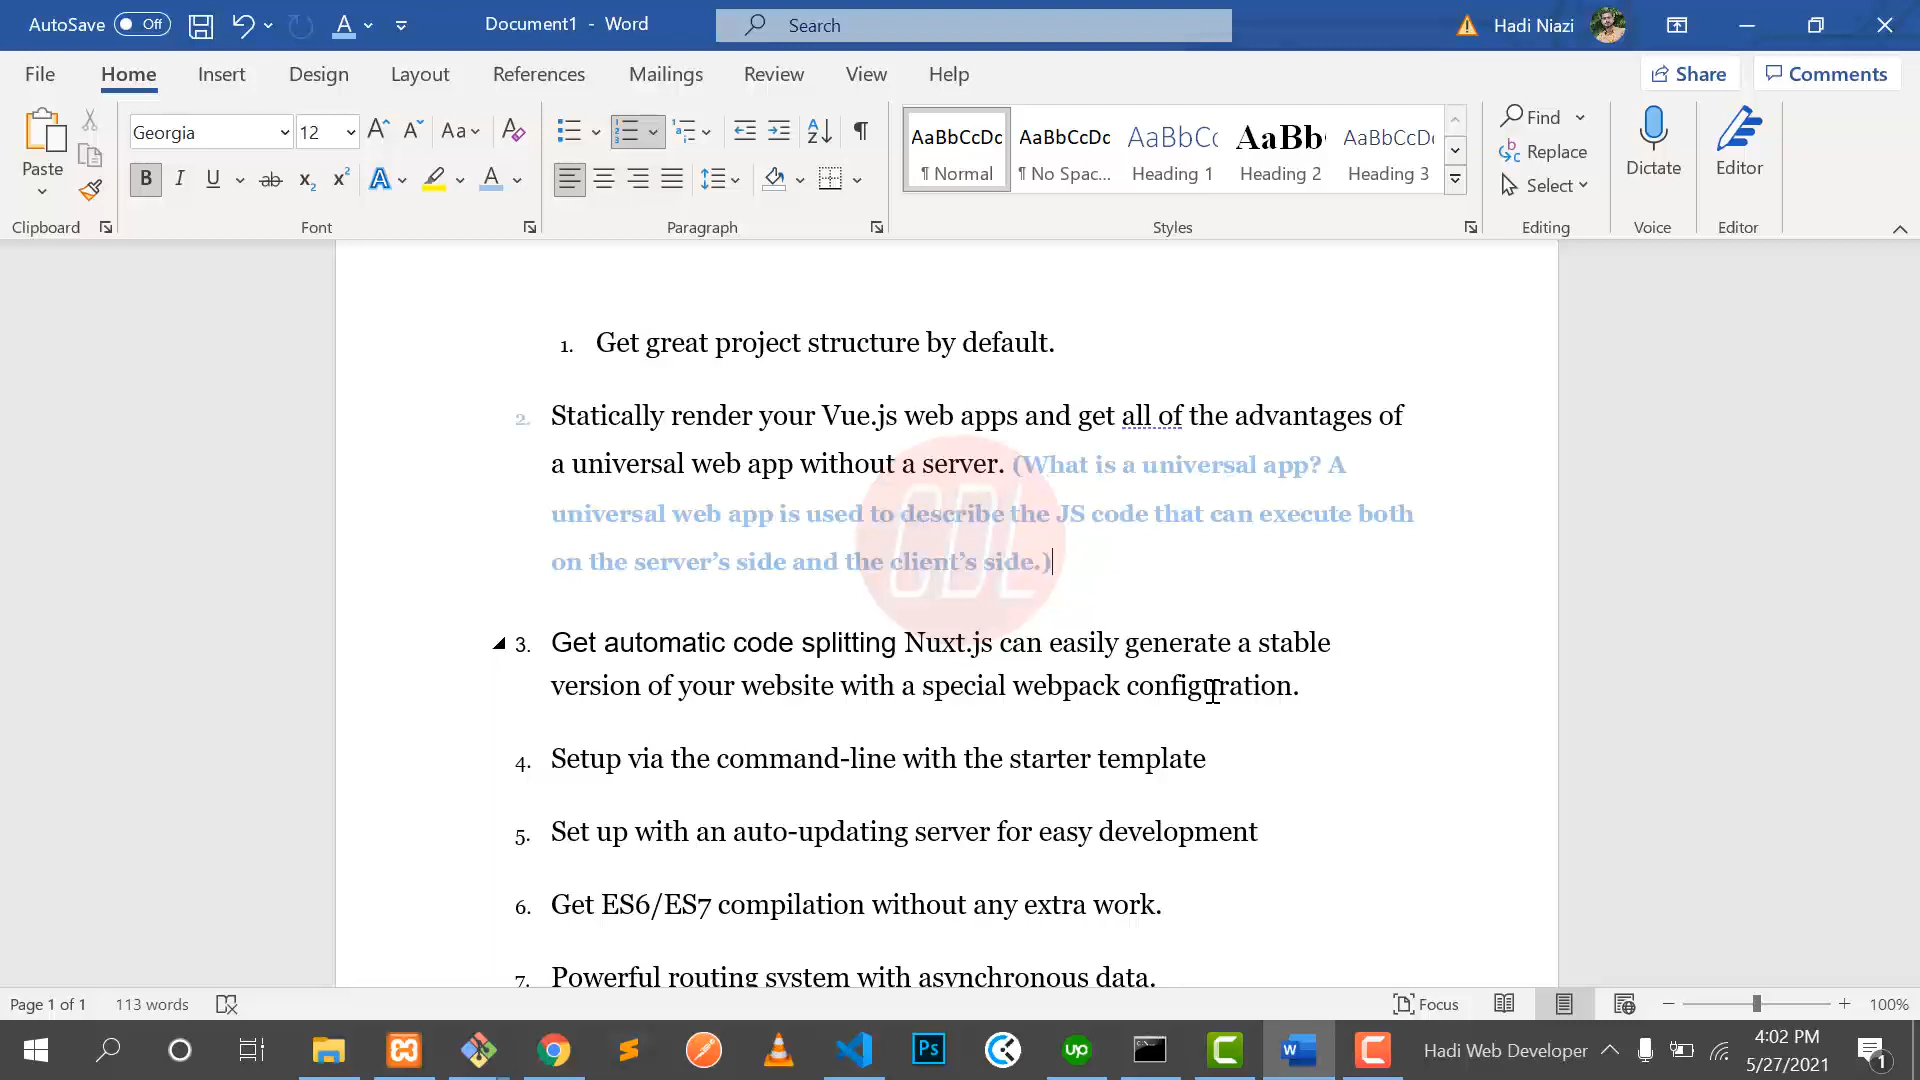 AutoSave Off Document1 - Word Search Hadi Niazi
File Home Insert Design Layout References Mailings Review View Help Share Comments
Paste Georgia 12 Aa AaBbCcDc AaBbCcDc AaBbC AaBb AaBbCcD Find Replace Select Dictate Editor
¶ Normal ¶ No Spac... Heading 1 Heading 2 Heading 3
Clipboard Font Paragraph Styles Editing Voice Editor
1. Get great project structure by default.
2. Statically render your Vue.js web apps and get all of the advantages of
a universal web app without a server. (What is a universal app? A
universal web app is used to describe the JS code that can execute both
on the server’s side and the client’s side.)
CDL
3. Get automatic code splitting Nuxt.js can easily generate a stable
version of your website with a special webpack configuration.
4. Setup via the command-line with the starter template
5. Set up with an auto-updating server for easy development
6. Get ES6/ES7 compilation without any extra work.
7. Powerful routing system with asynchronous data.
Page 1 of 1 113 words Focus 100%
Hadi Web Developer 4:02 PM
5/27/2021